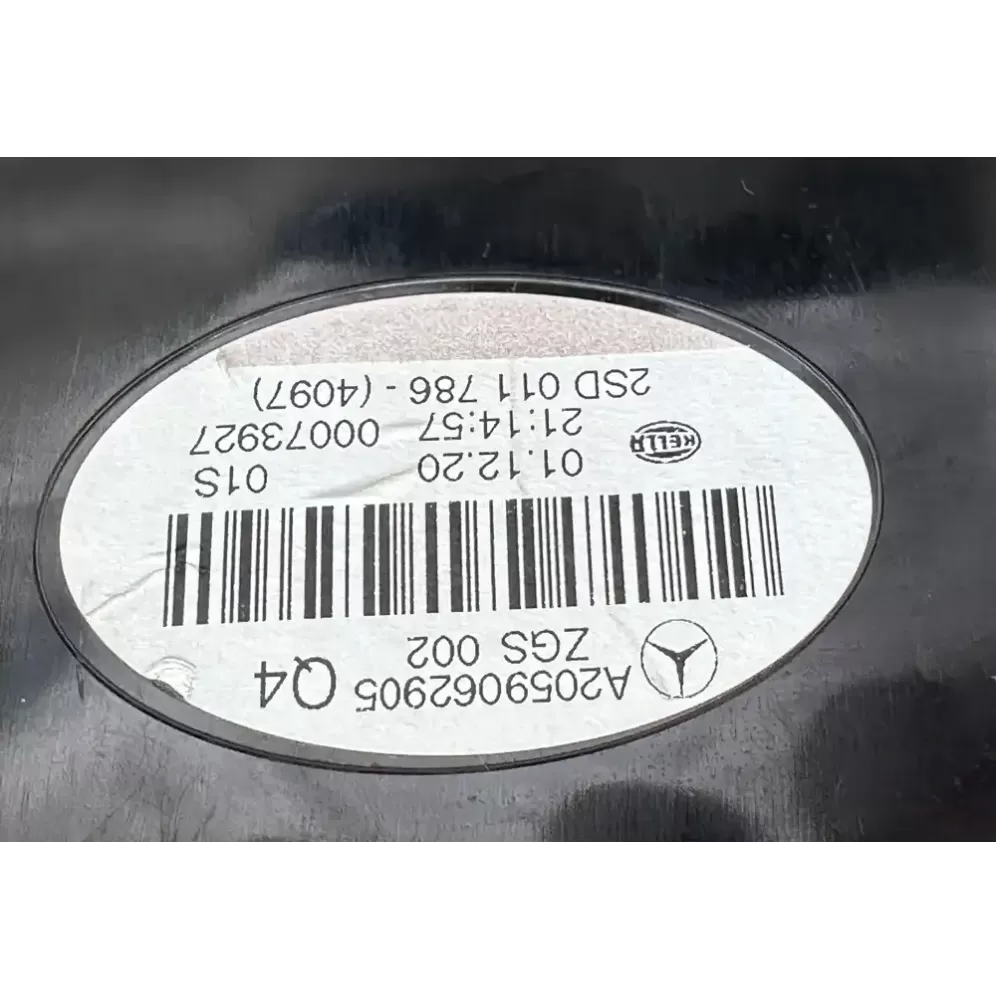 A2059062905 Q4
ZGS 002
01.12.20 01S
HELLA 21:14:57 00073927
2SD 011 786 - (4097)